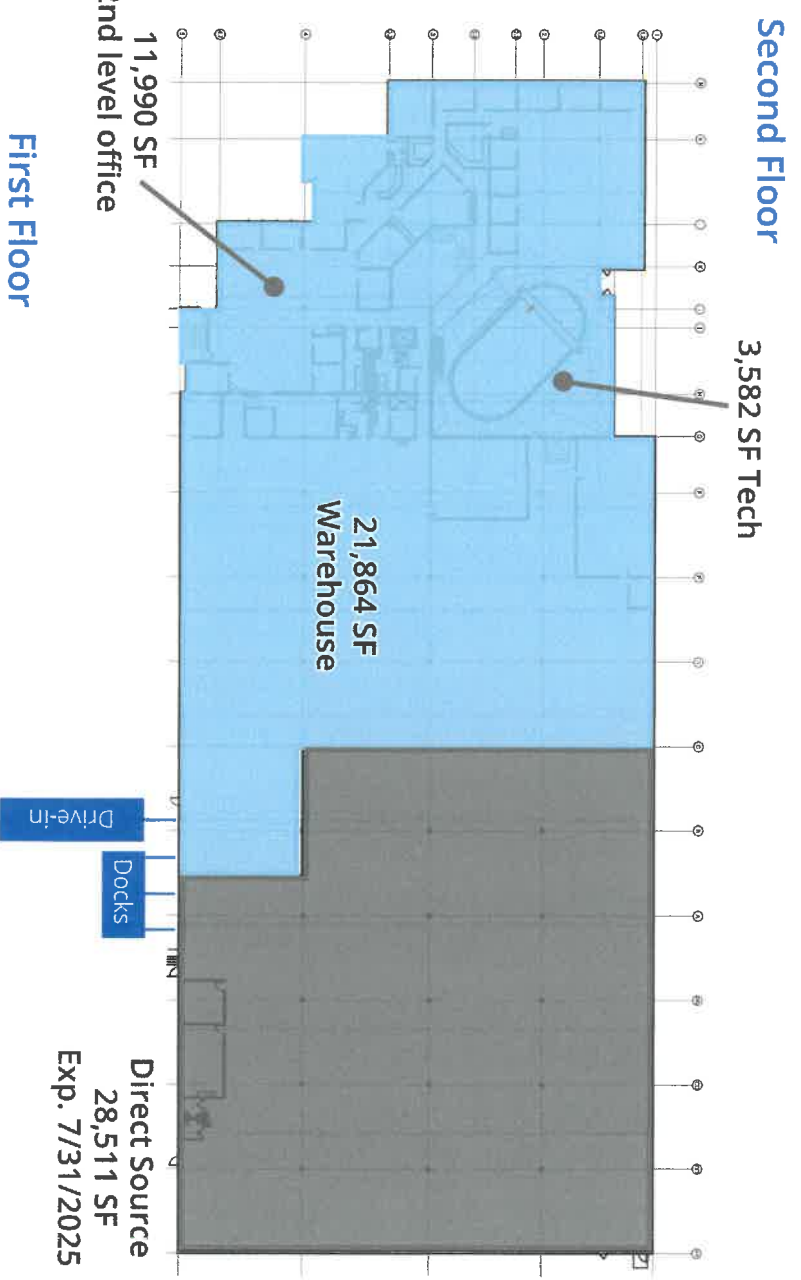 Second Floor
3,582 SF Tech
21,864 SF
Warehouse
11,990 SF
nd level office
Drive-in
Docks
Direct Source
28,511 SF
Exp. 7/31/2025
First Floor